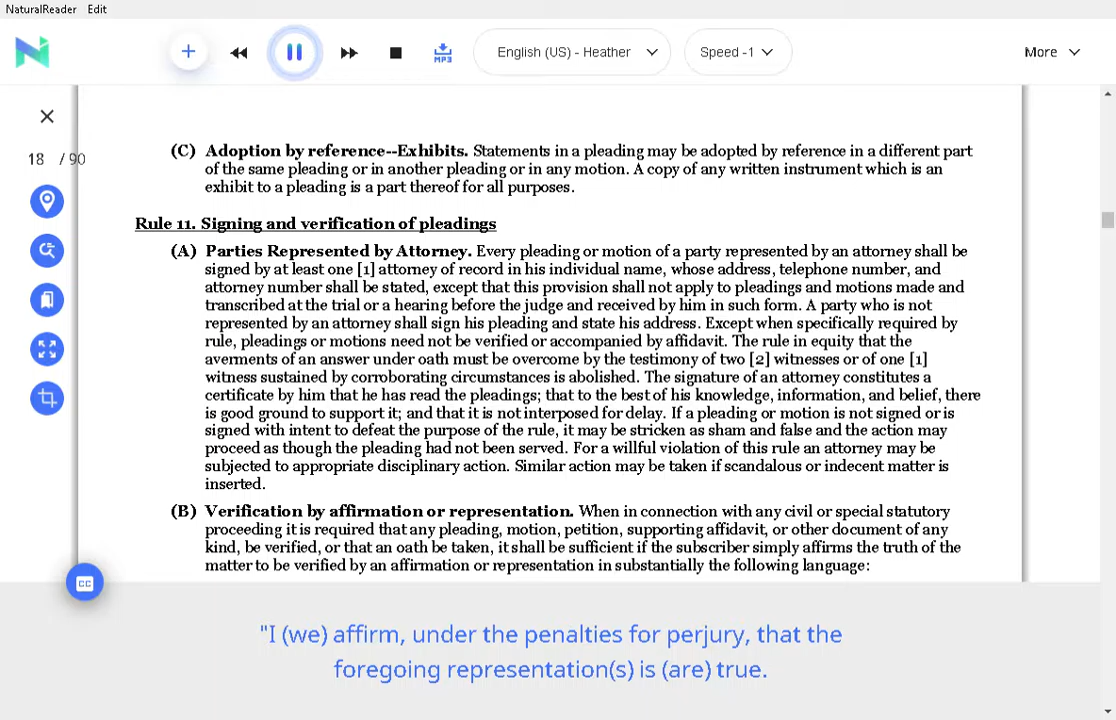 NaturalReader Edit
English (US) - Heather
Speed -1
More
MP3
18 / 90
(C) Adoption by reference--Exhibits. Statements in a pleading may be adopted by reference in a different part
of the same pleading or in another pleading or in any motion. A copy of any written instrument which is an
exhibit to a pleading is a part thereof for all purposes.
Rule 11. Signing and verification of pleadings
(A) Parties Represented by Attorney. Every pleading or motion of a party represented by an attorney shall be
signed by at least one [1] attorney of record in his individual name, whose address, telephone number, and
attorney number shall be stated, except that this provision shall not apply to pleadings and motions made and
transcribed at the trial or a hearing before the judge and received by him in such form. A party who is not
represented by an attorney shall sign his pleading and state his address. Except when specifically required by
rule, pleadings or motions need not be verified or accompanied by affidavit. The rule in equity that the
averments of an answer under oath must be overcome by the testimony of two [2] witnesses or of one [1]
witness sustained by corroborating circumstances is abolished. The signature of an attorney constitutes a
certificate by him that he has read the pleadings; that to the best of his knowledge, information, and belief, there
is good ground to support it; and that it is not interposed for delay. If a pleading or motion is not signed or is
signed with intent to defeat the purpose of the rule, it may be stricken as sham and false and the action may
proceed as though the pleading had not been served. For a willful violation of this rule an attorney may be
subjected to appropriate disciplinary action. Similar action may be taken if scandalous or indecent matter is
inserted.
(B) Verification by affirmation or representation. When in connection with any civil or special statutory
proceeding it is required that any pleading, motion, petition, supporting affidavit, or other document of any
kind, be verified, or that an oath be taken, it shall be sufficient if the subscriber simply affirms the truth of the
matter to be verified by an affirmation or representation in substantially the following language:
CC
"I (we) affirm, under the penalties for perjury, that the
foregoing representation(s) is (are) true.